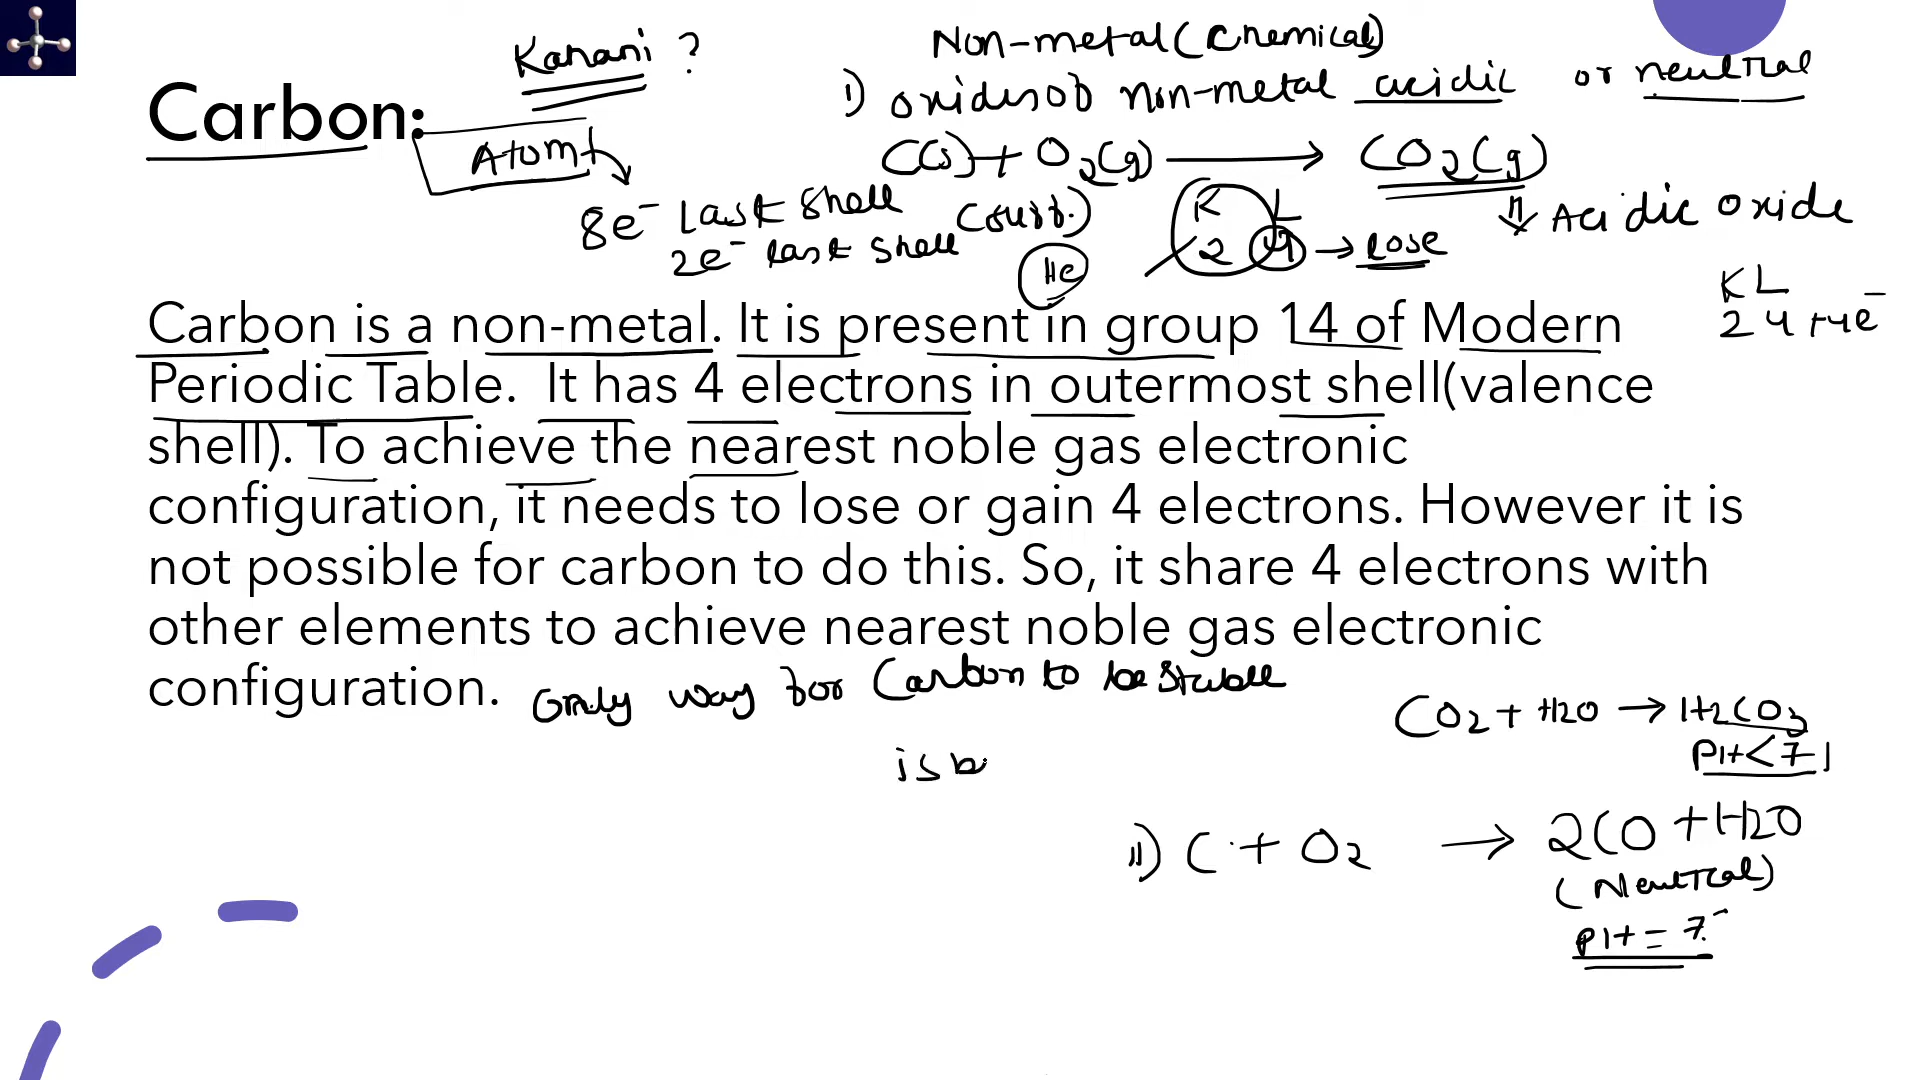 Kahani ?
Non-metal (Chemical)
i) oxides of non-metal acidic or neutral
Carbon:
Atom
C(s) + O2(g) → CO2(g)
8e- Last shell
(suff.)
K L
⇓ Acidic oxide
2e- last shell
2 4 → lose
He
K L
2 4 + 4e-
Carbon is a non-metal. It is present in group 14 of Modern
Periodic Table. It has 4 electrons in outermost shell(valence
shell). To achieve the nearest noble gas electronic
configuration, it needs to lose or gain 4 electrons. However it is
not possible for carbon to do this. So, it share 4 electrons with
other elements to achieve nearest noble gas electronic
configuration.
Only way for Carbon to be stable
is b
CO2 + H2O → H2CO3
PH<7
ii) C + O2 → 2CO + H2O
(Neutral)
PH = 7